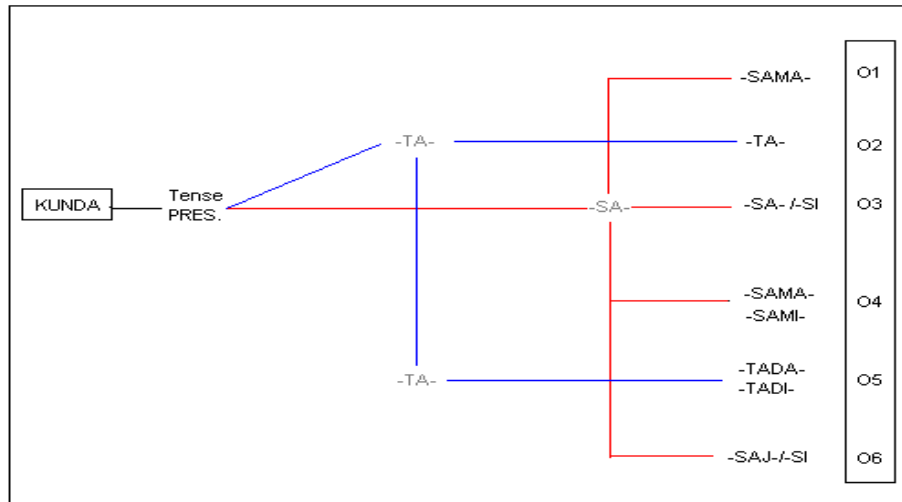 -SAMA- O1
-TA- -TA- O2
KUNDA Tense PRES. -SA- -SA- /-SI O3
-SAMA-
-SAMI- O4
-TA- -TADA-
-TADI- O5
-SAJ-/-SI O6